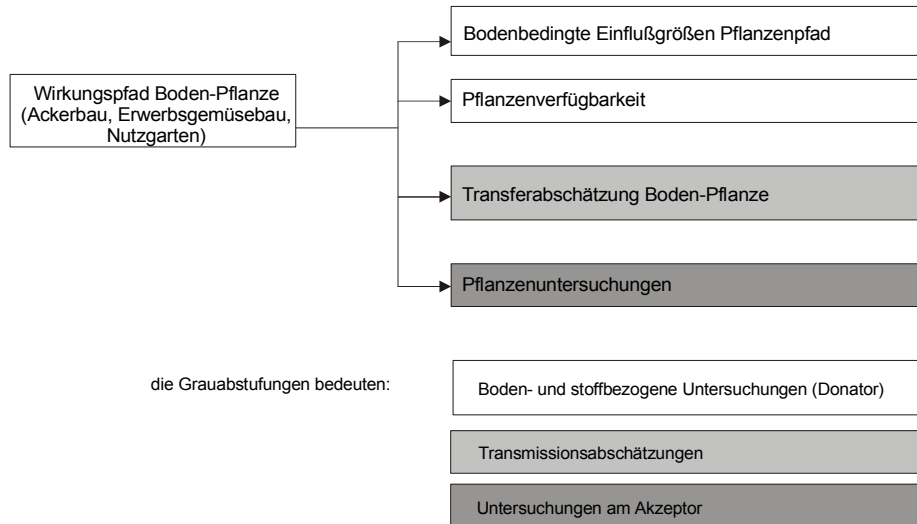 Bodenbedingte Einflußgrößen Pflanzenpfad
Wirkungspfad Boden-Pflanze
(Ackerbau, Erwerbsgemüsebau,
Nutzgarten)
Pflanzenverfügbarkeit
Transferabschätzung Boden-Pflanze
Pflanzenuntersuchungen
die Grauabstufungen bedeuten:
Boden- und stoffbezogene Untersuchungen (Donator)
Transmissionsabschätzungen
Untersuchungen am Akzeptor